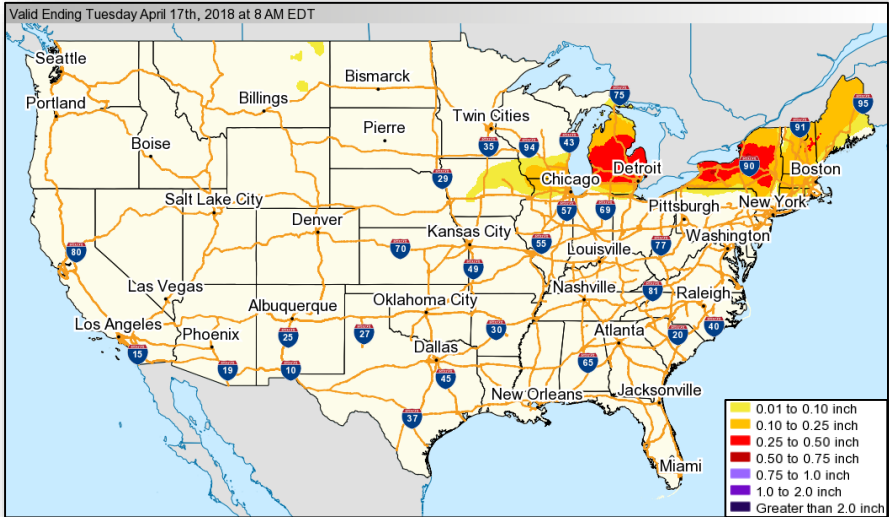 Valid Ending Tuesday April 17th, 2018 at 8 AM EDT
Seattle
75
95
Portland
Billings
Bismarck
Twin Cities
91
Pierre
35
94
43
Boise
90
Boston
29
Chicago
Detroit
Salt Lake City
57
69
Pittsburgh
New York
Denver
Kansas City
Washington
80
70
55
Louisville
77
49
Las Vegas
Nashville
81
Raleigh
Albuquerque
Oklahoma City
Los Angeles
Phoenix
25
27
30
Atlanta
20
40
15
Dallas
65
19
10
45
New Orleans
Jacksonville
37
Miami
0.01 to 0.10 inch
0.10 to 0.25 inch
0.25 to 0.50 inch
0.50 to 0.75 inch
0.75 to 1.0 inch
1.0 to 2.0 inch
Greater than 2.0 inch